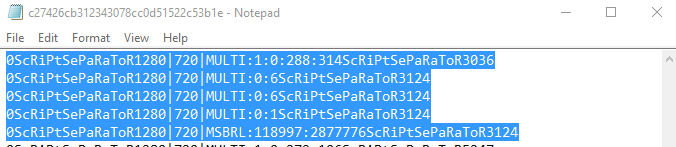 c27426cb312343078cc0d51522c53b1e - Notepad
File Edit Format View Help
0ScRiPtSePaRaToR1280|720|MULTI:1:0:288:314ScRiPtSePaRaToR3036
0ScRiPtSePaRaToR1280|720|MULTI:0:6ScRiPtSePaRaToR3124
0ScRiPtSePaRaToR1280|720|MULTI:0:6ScRiPtSePaRaToR3124
0ScRiPtSePaRaToR1280|720|MULTI:0:1ScRiPtSePaRaToR3124
0ScRiPtSePaRaToR1280|720|MSBRL:118997:2877776ScRiPtSePaRaToR3124